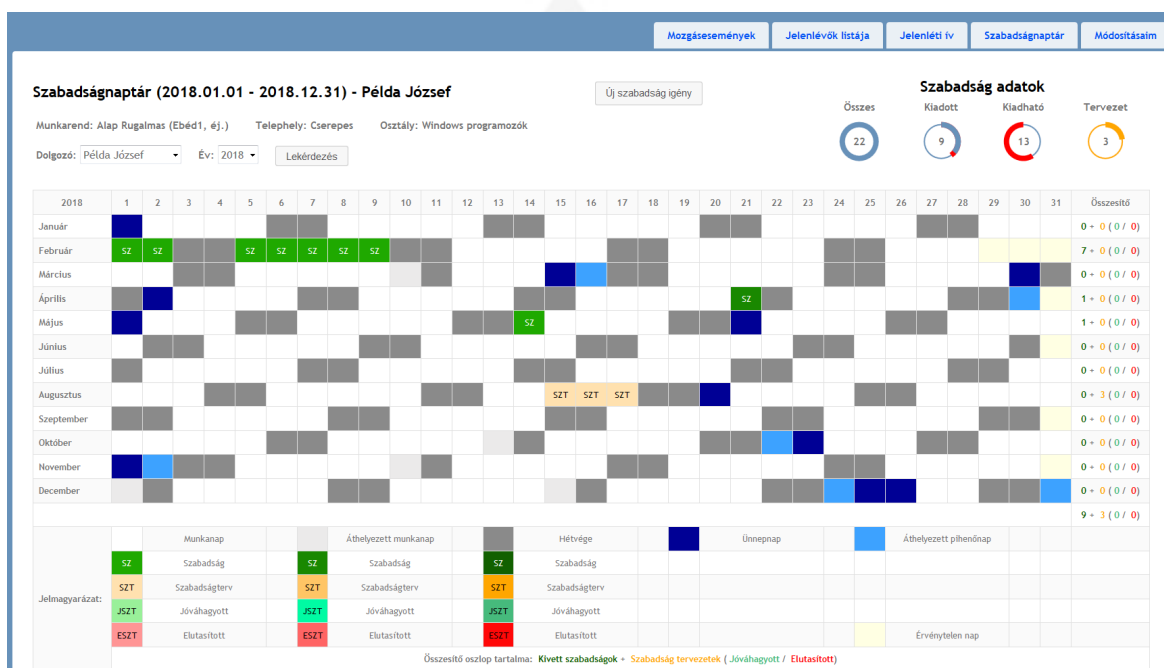 Mozgásesemények Jelenlévők listája Jelenléti ív Szabadságnaptár Módosításaim
Szabadságnaptár (2018.01.01 - 2018.12.31) - Példa József
Új szabadság igény
Szabadság adatok
Összes Kiadott Kiadható Tervezet
22 9 13 3
Munkarend: Alap Rugalmas (Ebéd1, éj.) Telephely: Cserepes Osztály: Windows programozók
Dolgozó: Példa József Év: 2018 Lekérdezés
2018 1 2 3 4 5 6 7 8 9 10 11 12 13 14 15 16 17 18 19 20 21 22 23 24 25 26 27 28 29 30 31 Összesítő
Január 0 + 0 ( 0 / 0)
Február SZ SZ SZ SZ SZ SZ SZ 7 + 0 ( 0 / 0)
Március 0 + 0 ( 0 / 0)
Április SZ 1 + 0 ( 0 / 0)
Május SZ 1 + 0 ( 0 / 0)
Június 0 + 0 ( 0 / 0)
Július 0 + 0 ( 0 / 0)
Augusztus SZT SZT SZT 0 + 3 ( 0 / 0)
Szeptember 0 + 0 ( 0 / 0)
Október 0 + 0 ( 0 / 0)
November 0 + 0 ( 0 / 0)
December 0 + 0 ( 0 / 0)
9 + 3 ( 0 / 0)
Jelmagyarázat:
Munkanap Áthelyezett munkanap Hétvége Ünnepnap Áthelyezett pihenőnap
SZ Szabadság SZ Szabadság SZ Szabadság
SZT Szabadságterv SZT Szabadságterv SZT Szabadságterv
JSZT Jóváhagyott JSZT Jóváhagyott JSZT Jóváhagyott
ESZT Elutasított ESZT Elutasított ESZT Elutasított Érvénytelen nap
Összesítő oszlop tartalma: Kivett szabadságok + Szabadság tervezetek ( Jóváhagyott / Elutasított)